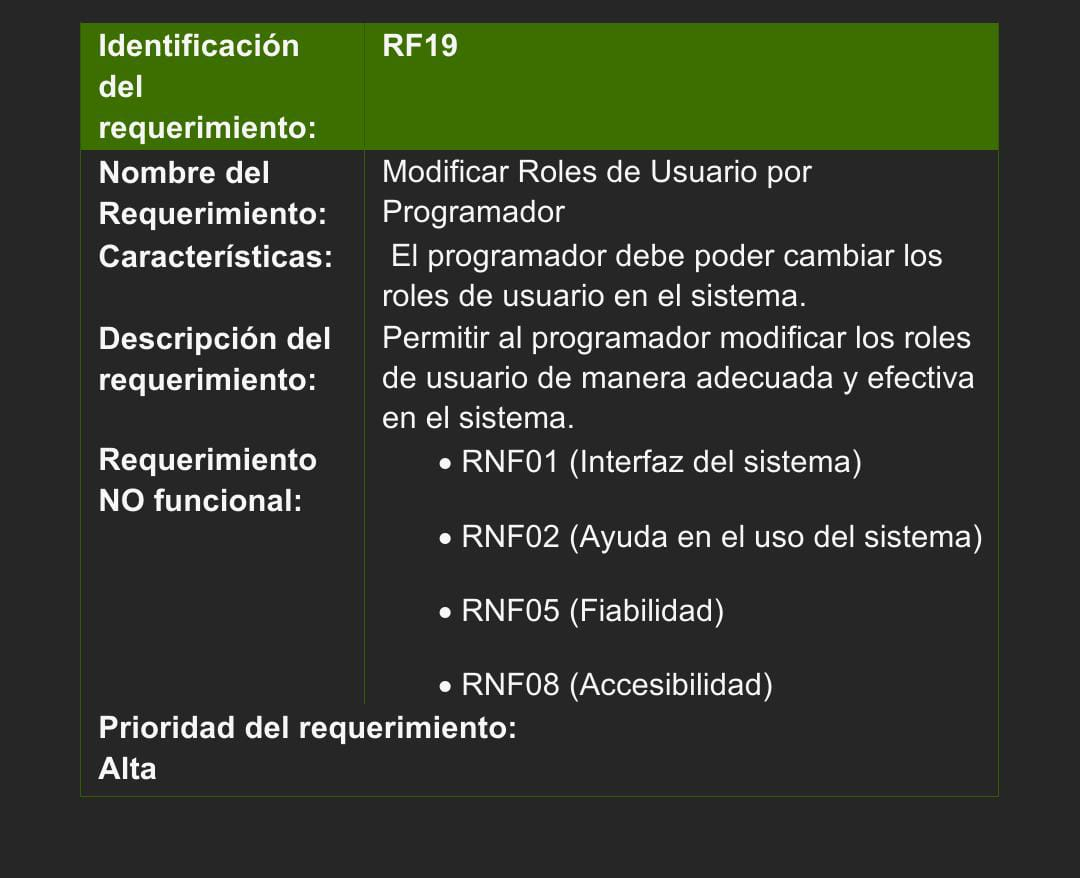 Identificación
del
requerimiento:
RF19
Nombre del
Requerimiento:
Modificar Roles de Usuario por
Programador
Características:
El programador debe poder cambiar los
roles de usuario en el sistema.
Descripción del
requerimiento:
Permitir al programador modificar los roles
de usuario de manera adecuada y efectiva
en el sistema.
Requerimiento
NO funcional:
• RNF01 (Interfaz del sistema)
• RNF02 (Ayuda en el uso del sistema)
• RNF05 (Fiabilidad)
• RNF08 (Accesibilidad)
Prioridad del requerimiento:
Alta